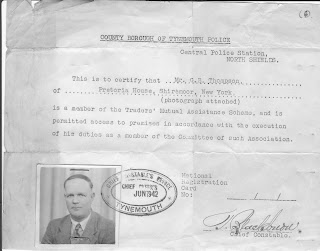 (6)
COUNTY BOROUGH OF TYNEMOUTH POLICE
Central Police Station,
NORTH SHIELDS.
This is to certify that Mr. Thompson,
of Pretoria House, Shiremoor, New York
(photograph attached)
is a member of the Traders' Mutual Assistance Scheme, and is
permitted access to premises in accordance with the execution
of his duties as a member of the Committee of such Association.
CHIEF CONSTABLE'S OFFICE
JUN 1942
TYNEMOUTH
National
Registration
Card
No:
Chief Constable.